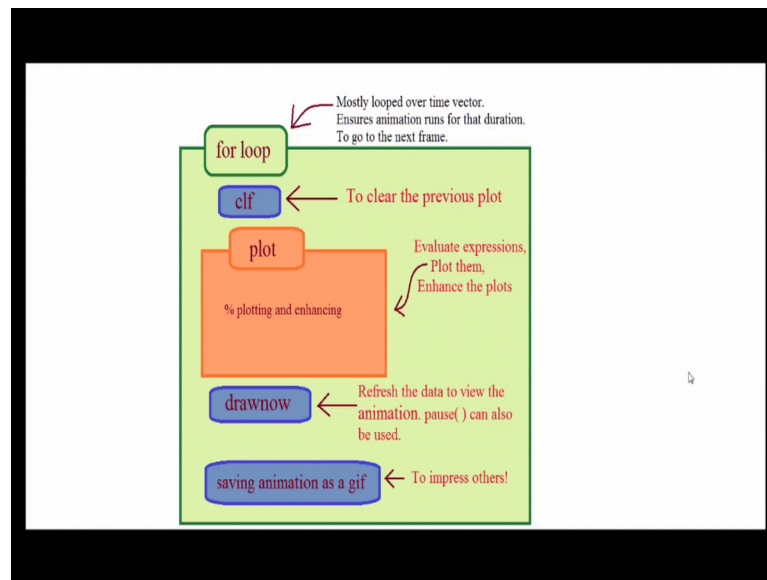 Mostly looped over time vector.
Ensures animation runs for that duration.
To go to the next frame.
for loop
clf
To clear the previous plot
plot
Evaluate expressions,
Plot them,
Enhance the plots
% plotting and enhancing
drawnow
Refresh the data to view the
animation. pause( ) can also
be used.
saving animation as a gif
To impress others!